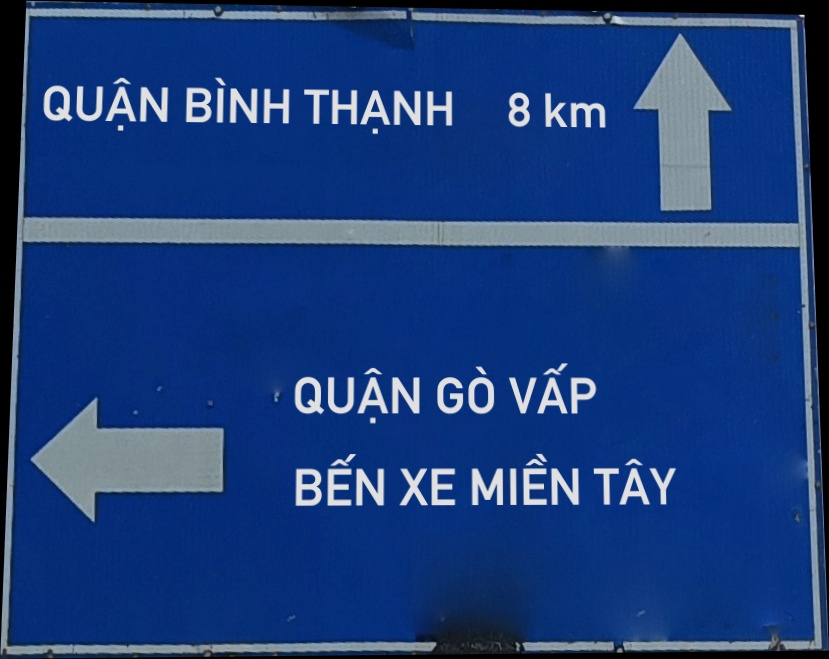 QUẬN BÌNH THẠNH 8 km
QUẬN GÒ VẤP
BẾN XE MIỀN TÂY